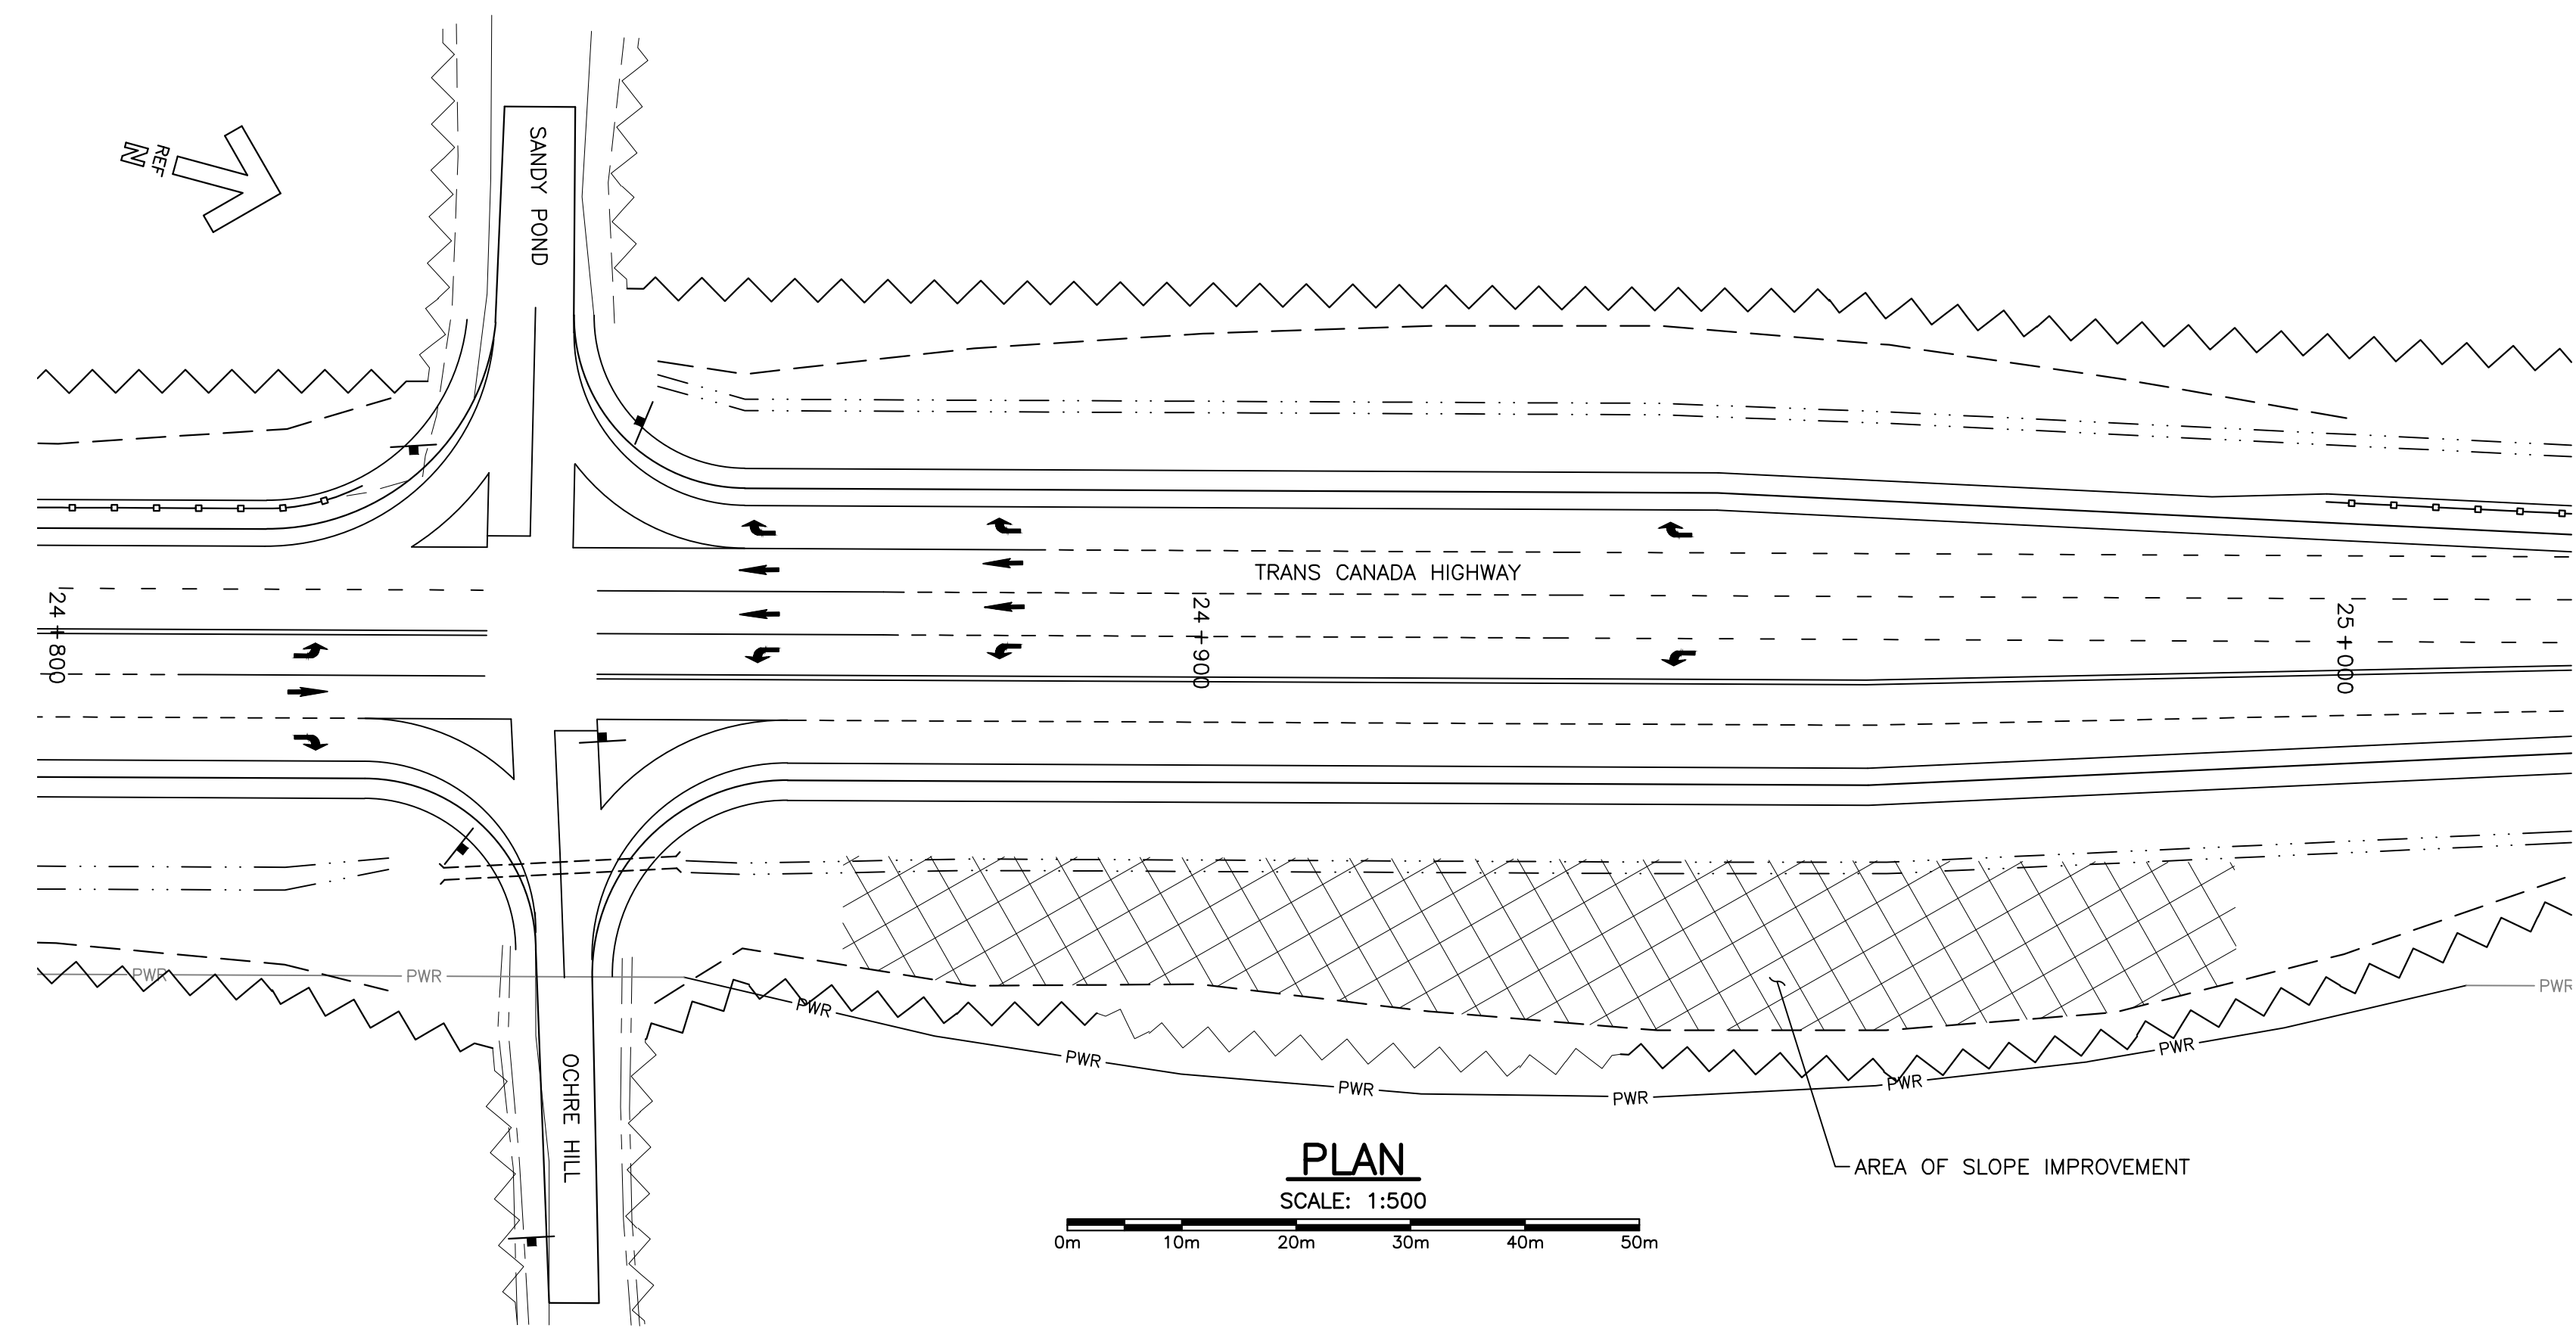 SANDY POND
REF
N
TRANS CANADA HIGHWAY
24+800
24+900
25+000
PWR
PWR
PWR
PWR
PWR
PWR
PWR
PWR
PWR
OCHRE HILL
PLAN
SCALE: 1:500
0m 10m 20m 30m 40m 50m
AREA OF SLOPE IMPROVEMENT